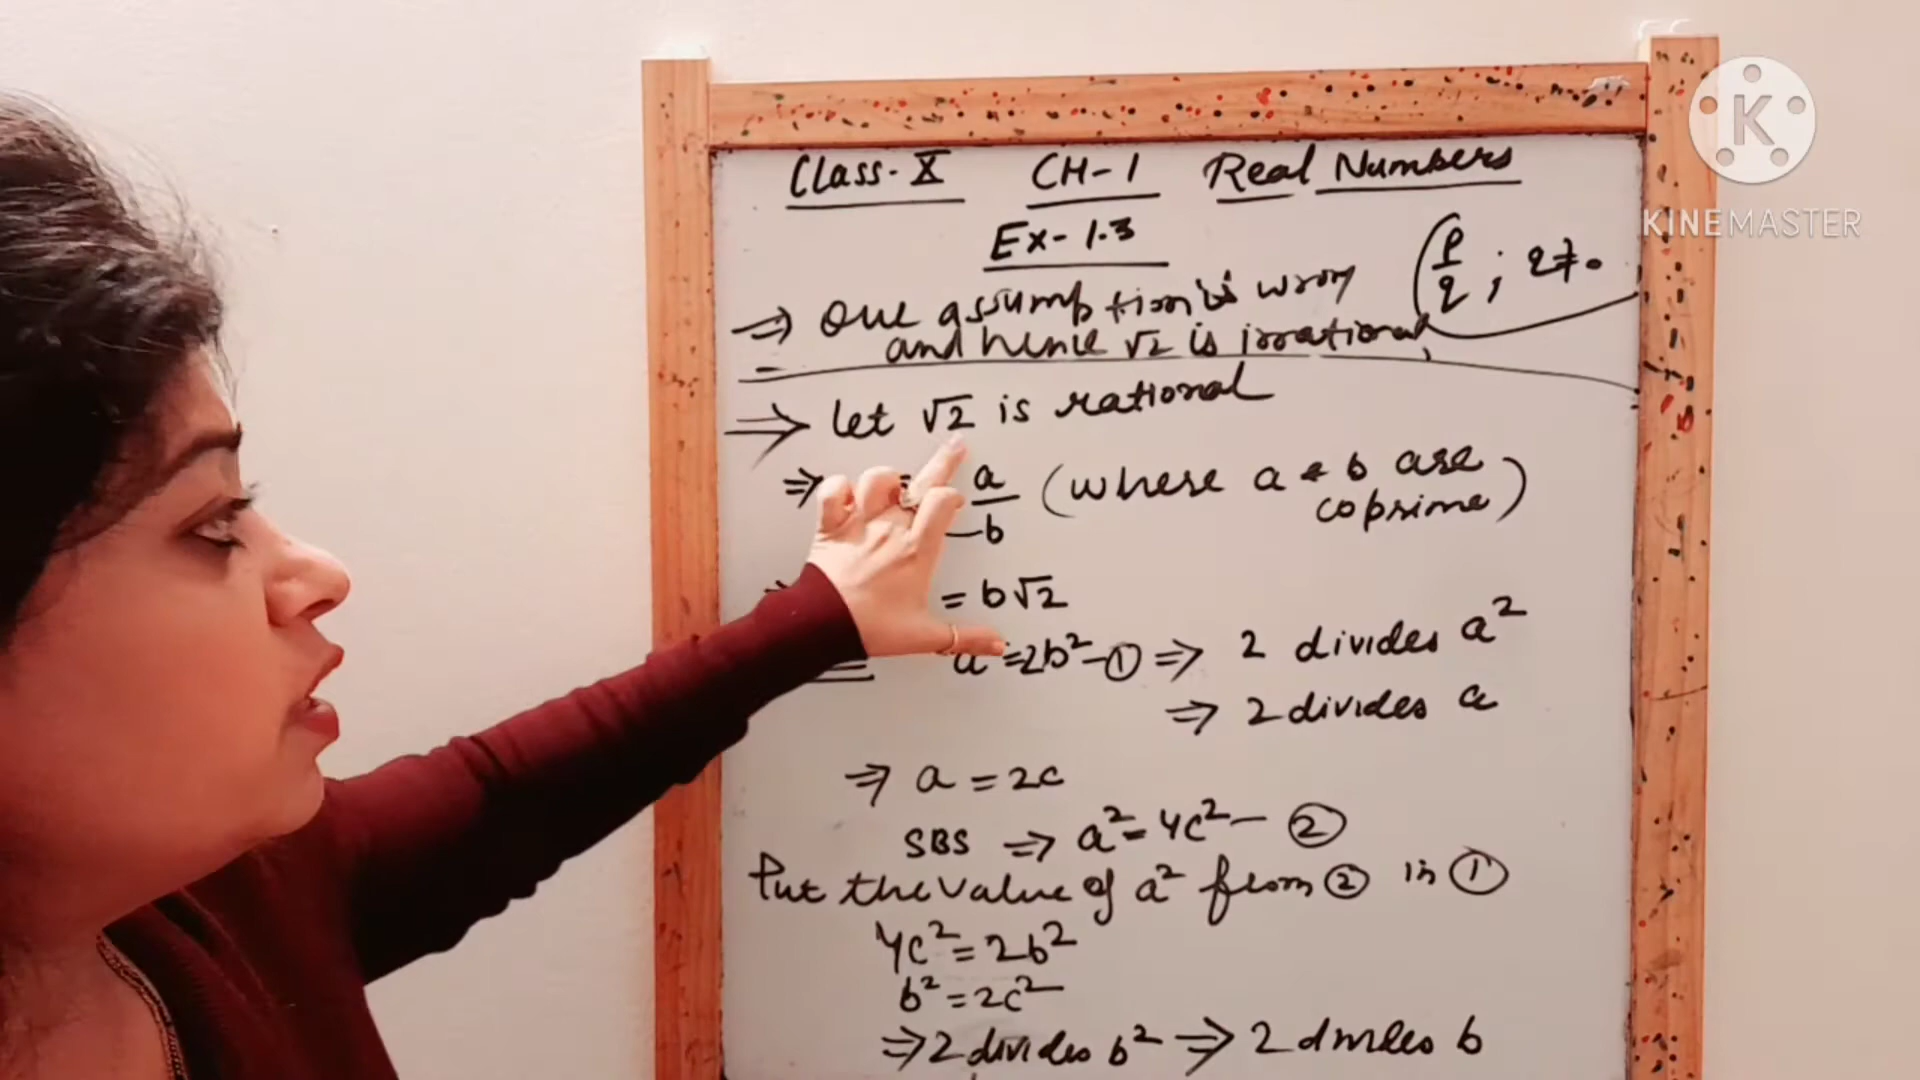 Class-X CH-1 Real Numbers
Ex-1.3
⇒ Our assumption is wrong
and hence √2 is irrational,
(p/q ; q≠0
⇒ let √2 is rational
⇒ = a/b (where a & b are coprime)
= b√2
a =2b²-① ⇒ 2 divides a²
⇒ 2 divides a
⇒ a = 2c
SBS ⇒ a² = 4c² - ②
Put the value of a² from ② in ①
4c² = 2b²
b² = 2c²
⇒ 2 divides b² ⇒ 2 divides b
K
KINEMASTER